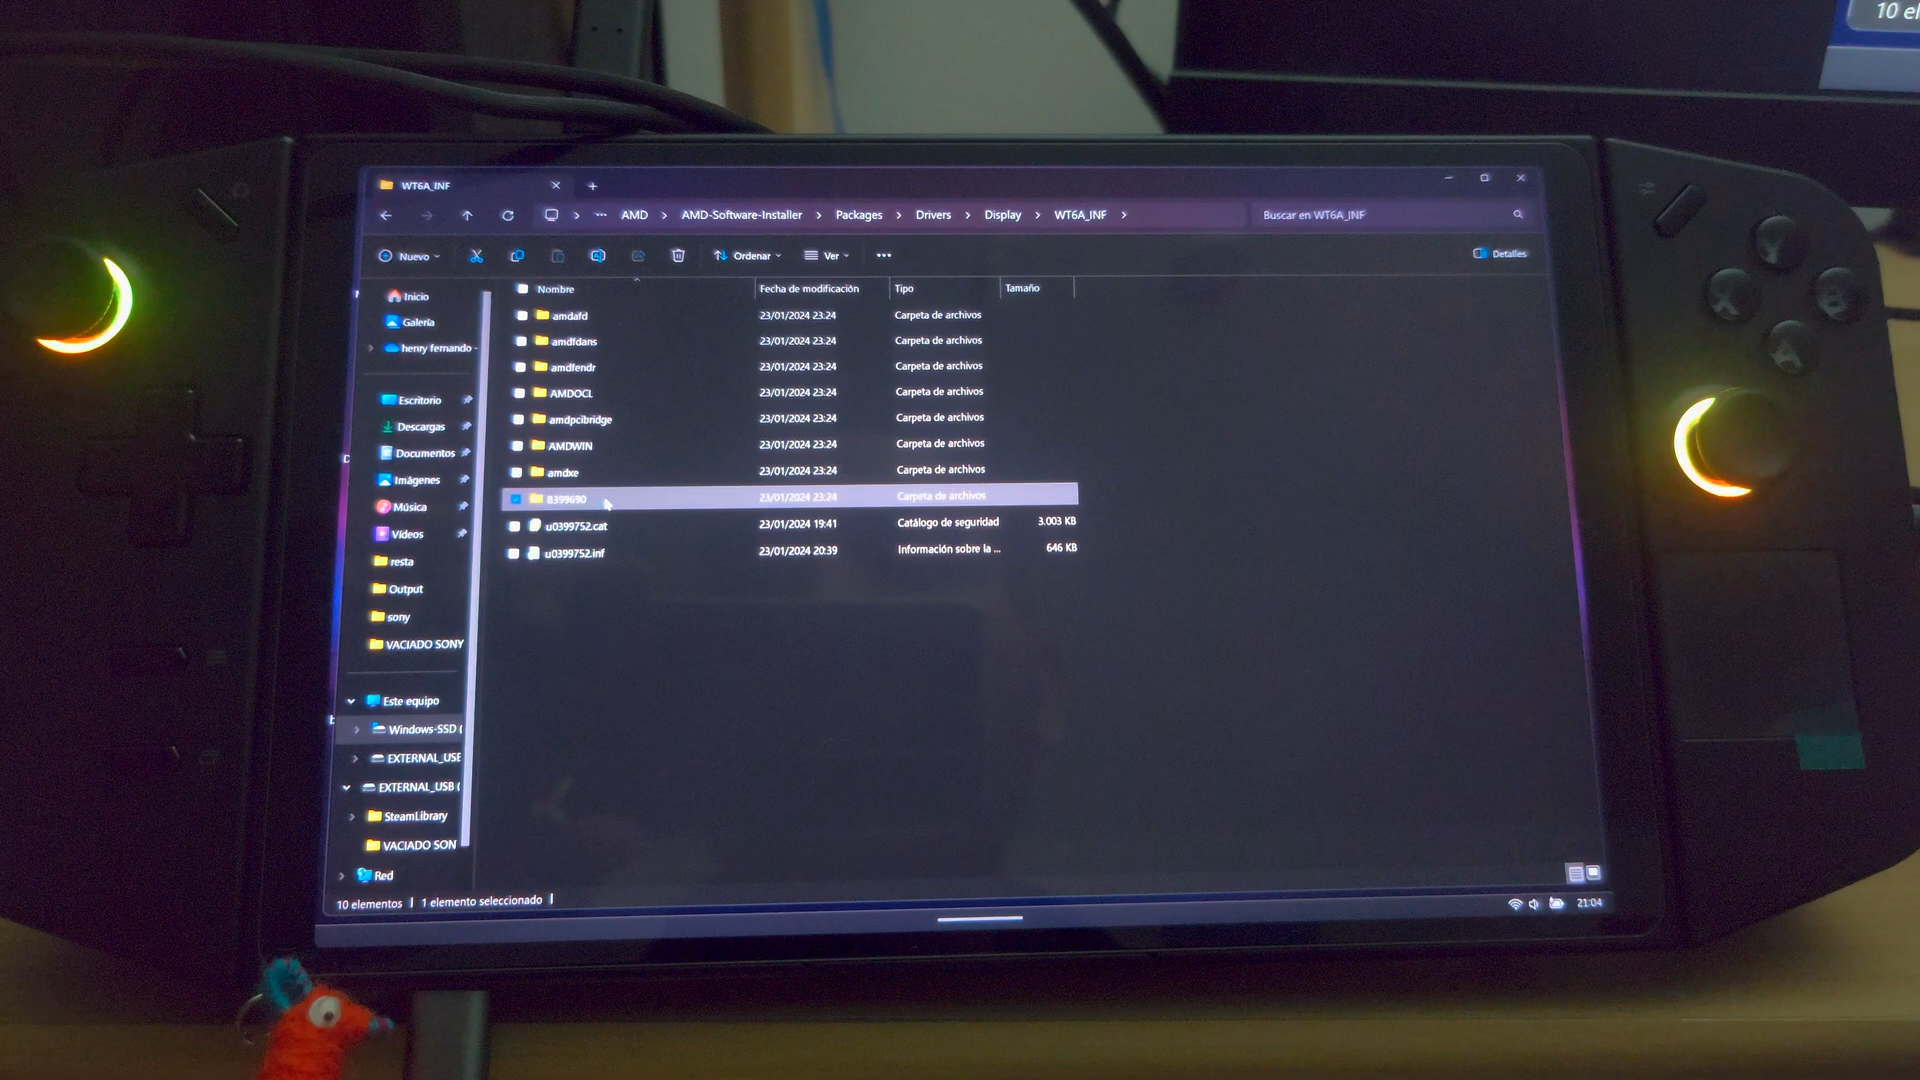 10 el
WT6A_INF
AMD > AMD-Software-Installer > Packages > Drivers > Display > WT6A_INF >
Buscar en WT6A_INF
Nuevo
Ordenar
Ver
Detalles
Nombre
Fecha de modificación
Tipo
Tamaño
amdafd 23/01/2024 23:24 Carpeta de archivos
amdfdans 23/01/2024 23:24 Carpeta de archivos
amdfendr 23/01/2024 23:24 Carpeta de archivos
AMDOCL 23/01/2024 23:24 Carpeta de archivos
amdpcibridge 23/01/2024 23:24 Carpeta de archivos
AMDWIN 23/01/2024 23:24 Carpeta de archivos
amdxe 23/01/2024 23:24 Carpeta de archivos
B399690 23/01/2024 23:24 Carpeta de archivos
u0399752.cat 23/01/2024 19:41 Catálogo de seguridad 3.003 KB
u0399752.inf 23/01/2024 20:39 Información sobre la ... 646 KB
Inicio
Galería
henry fernando -
Escritorio
Descargas
Documentos
Imágenes
Música
Vídeos
resta
Output
sony
VACIADO SONY
Este equipo
Windows-SSD (
EXTERNAL_USE
EXTERNAL_USB (
SteamLibrary
VACIADO SON
Red
10 elementos | 1 elemento seleccionado |
21:04
Y
X
B
A